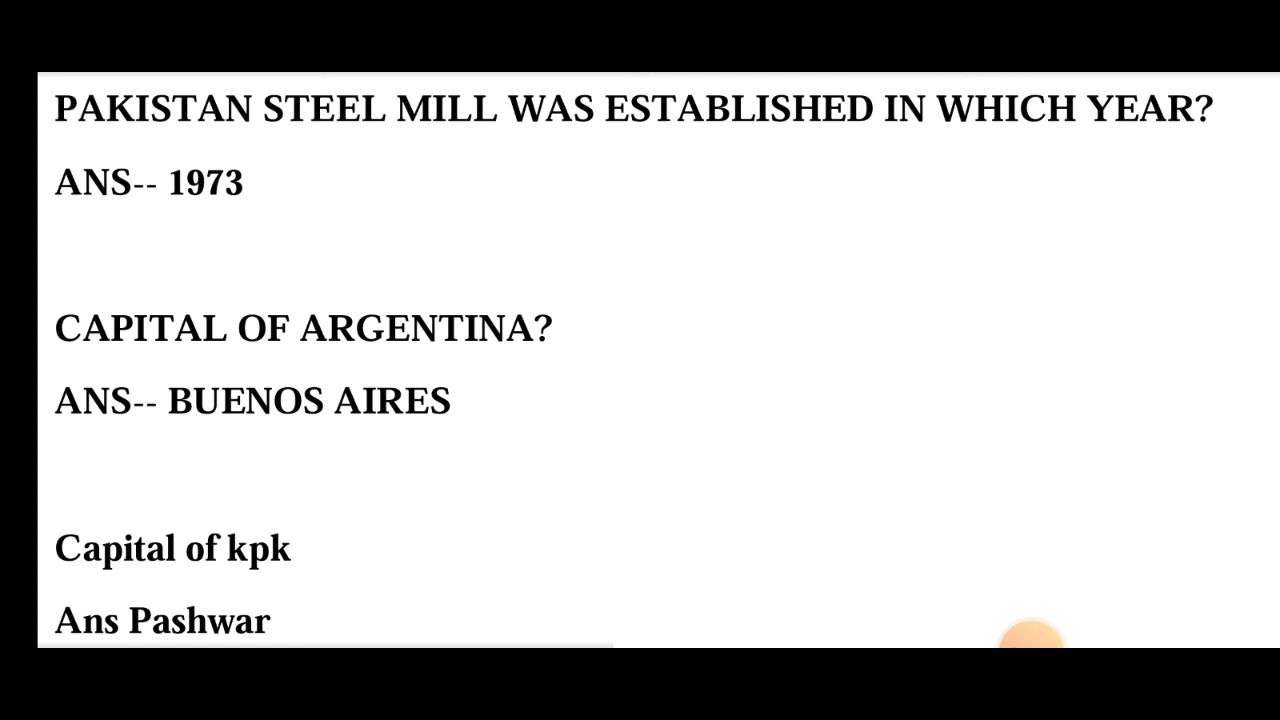 PAKISTAN STEEL MILL WAS ESTABLISHED IN WHICH YEAR?
ANS-- 1973
CAPITAL OF ARGENTINA?
ANS-- BUENOS AIRES
Capital of kpk
Ans Pashwar